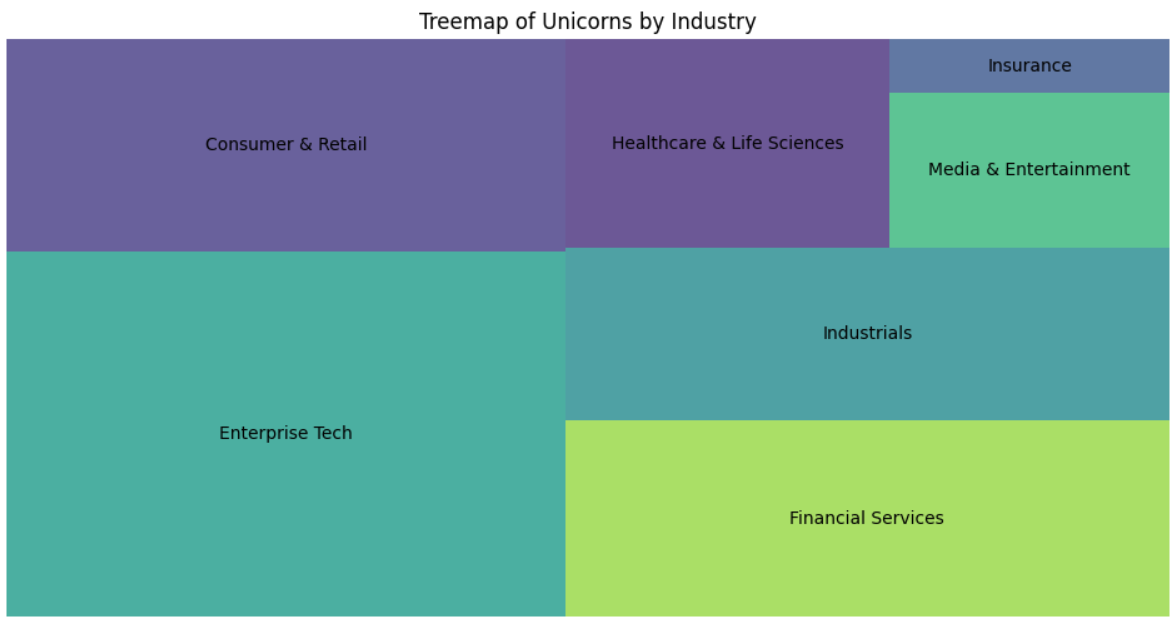 Treemap of Unicorns by Industry
Consumer & Retail
Healthcare & Life Sciences
Insurance
Media & Entertainment
Industrials
Enterprise Tech
Financial Services